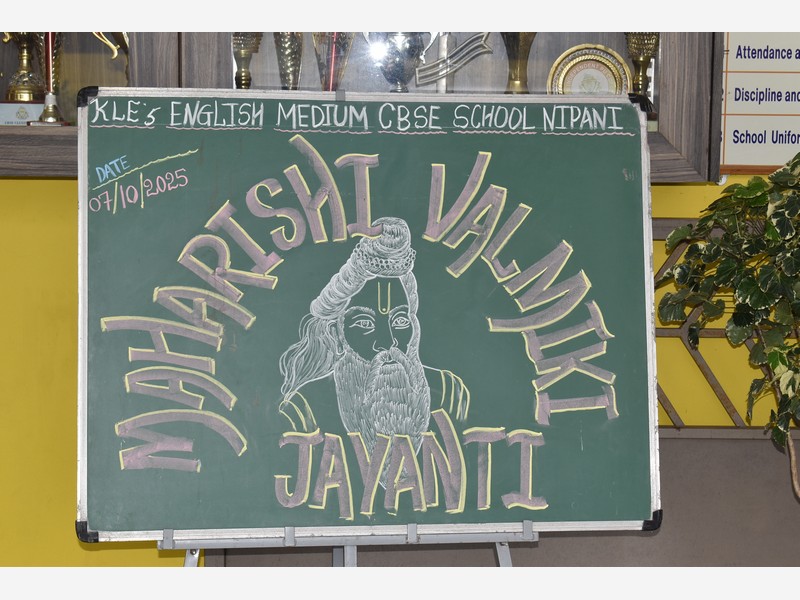 KLE's ENGLISH MEDIUM CBSE SCHOOL NIPANI
DATE
07/10/2025
MAHARISHI VALMIKI
JAYANTI
Attendance a
Discipline and
School Unifor